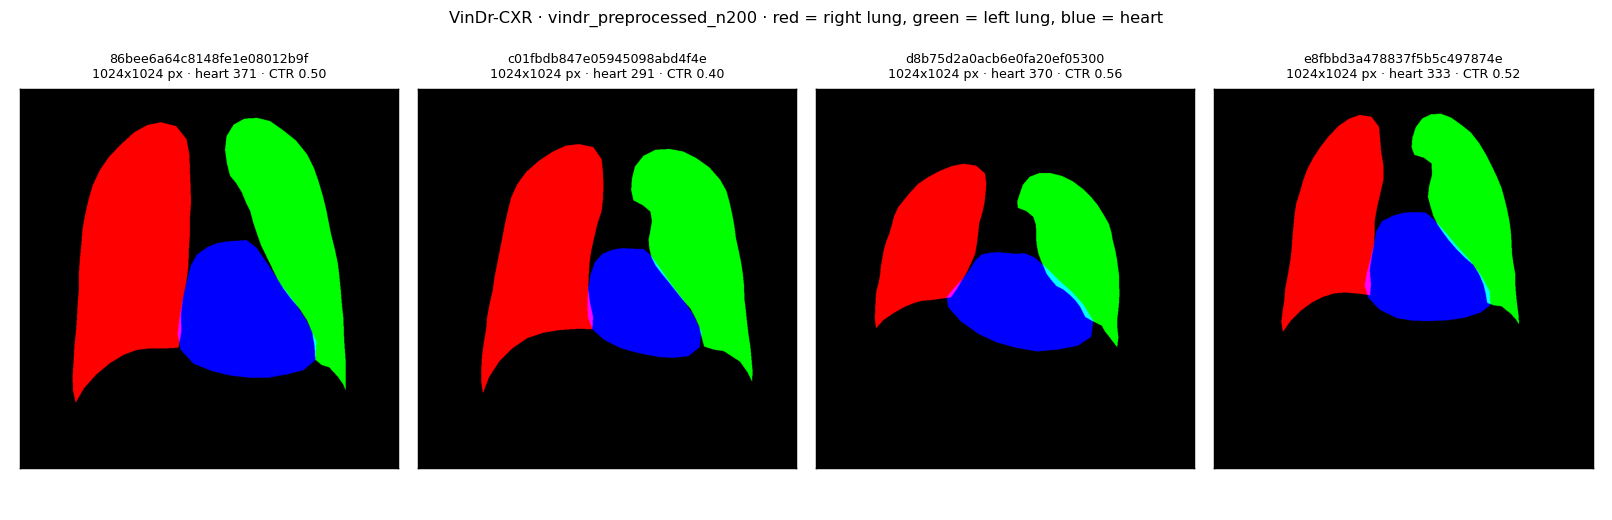 VinDr-CXR · vindr_preprocessed_n200 · red = right lung, green = left lung, blue = heart
86bee6a64c8148fe1e08012b9f
1024x1024 px · heart 371 · CTR 0.50
c01fbdb847e05945098abd4f4e
1024x1024 px · heart 291 · CTR 0.40
d8b75d2a0acb6e0fa20ef05300
1024x1024 px · heart 370 · CTR 0.56
e8fbbd3a478837f5b5c497874e
1024x1024 px · heart 333 · CTR 0.52